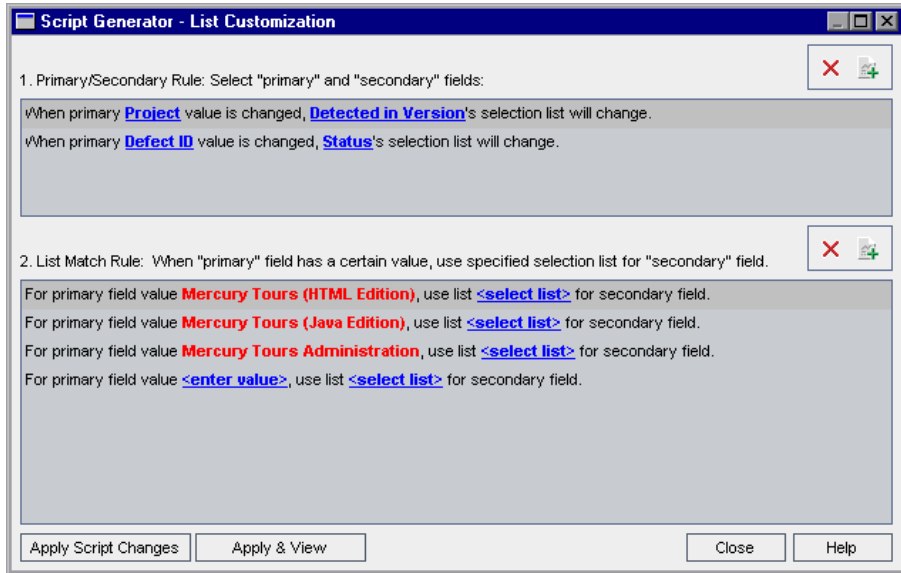 Script Generator - List Customization
1. Primary/Secondary Rule: Select "primary" and "secondary" fields:
When primary Project value is changed, Detected in Version's selection list will change.
When primary Defect ID value is changed, Status's selection list will change.
2. List Match Rule: When "primary" field has a certain value, use specified selection list for "secondary" field.
For primary field value Mercury Tours (HTML Edition), use list <select list> for secondary field.
For primary field value Mercury Tours (Java Edition), use list <select list> for secondary field.
For primary field value Mercury Tours Administration, use list <select list> for secondary field.
For primary field value <enter value>, use list <select list> for secondary field.
Apply Script Changes Apply & View Close Help